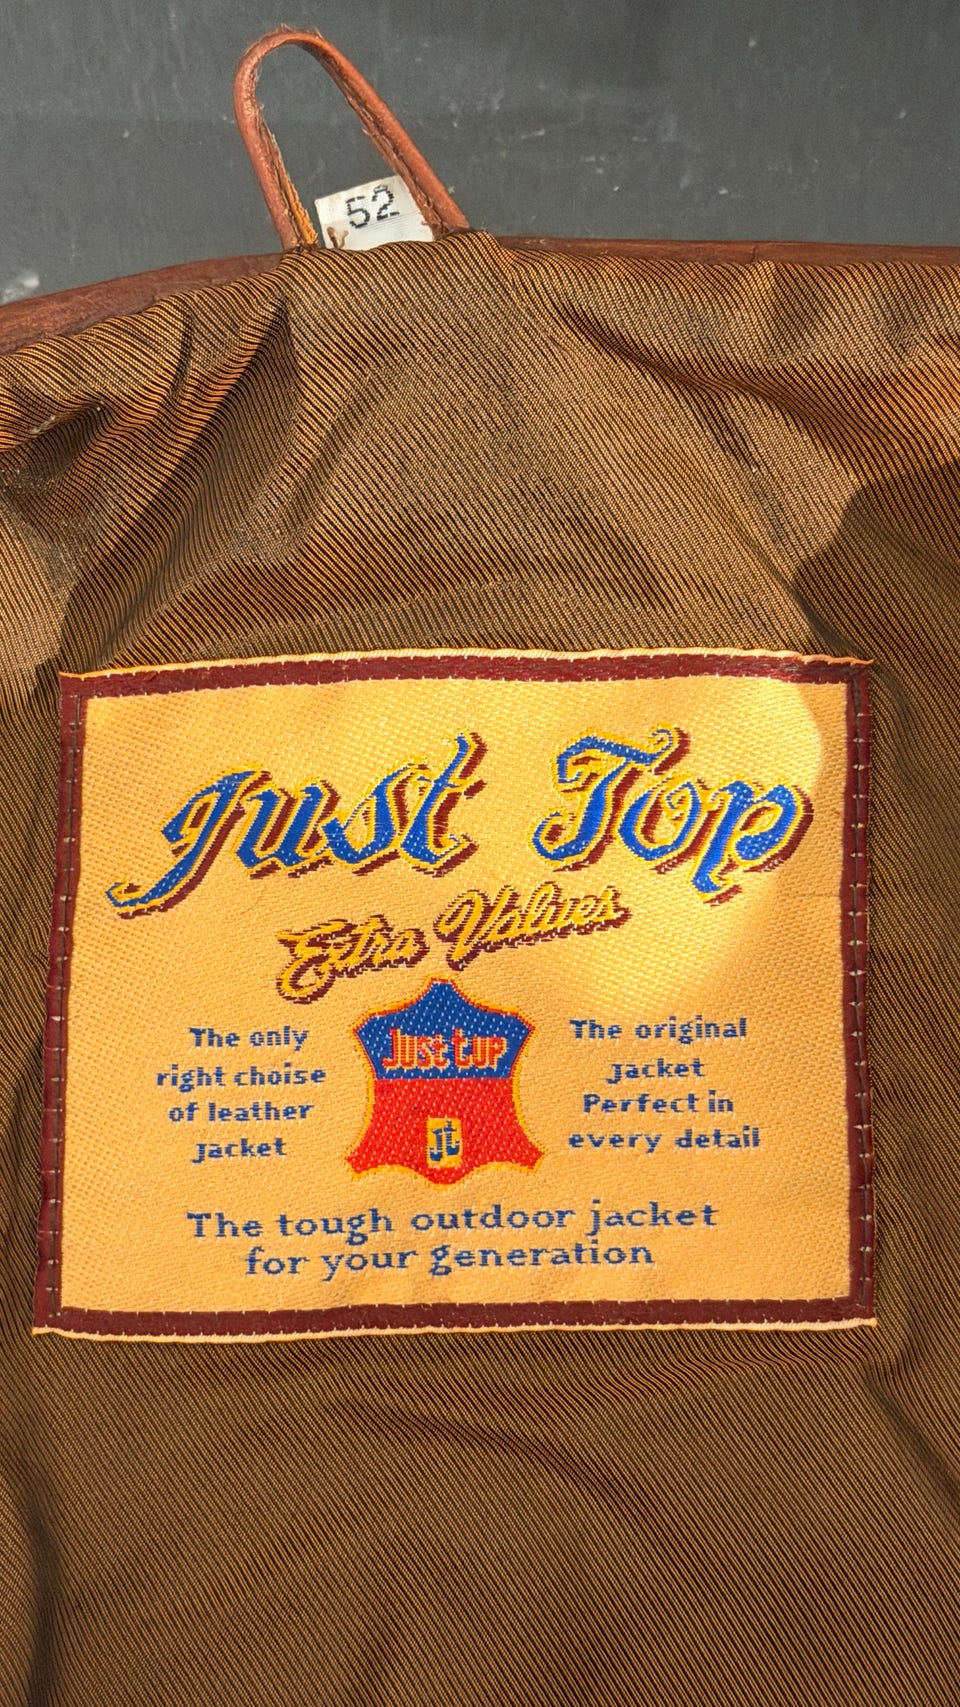 52
Just Top
Extra Values
The only
right choise
of leather
jacket
Just top
jt
The original
jacket
Perfect in
every detail
The tough outdoor jacket
for your generation